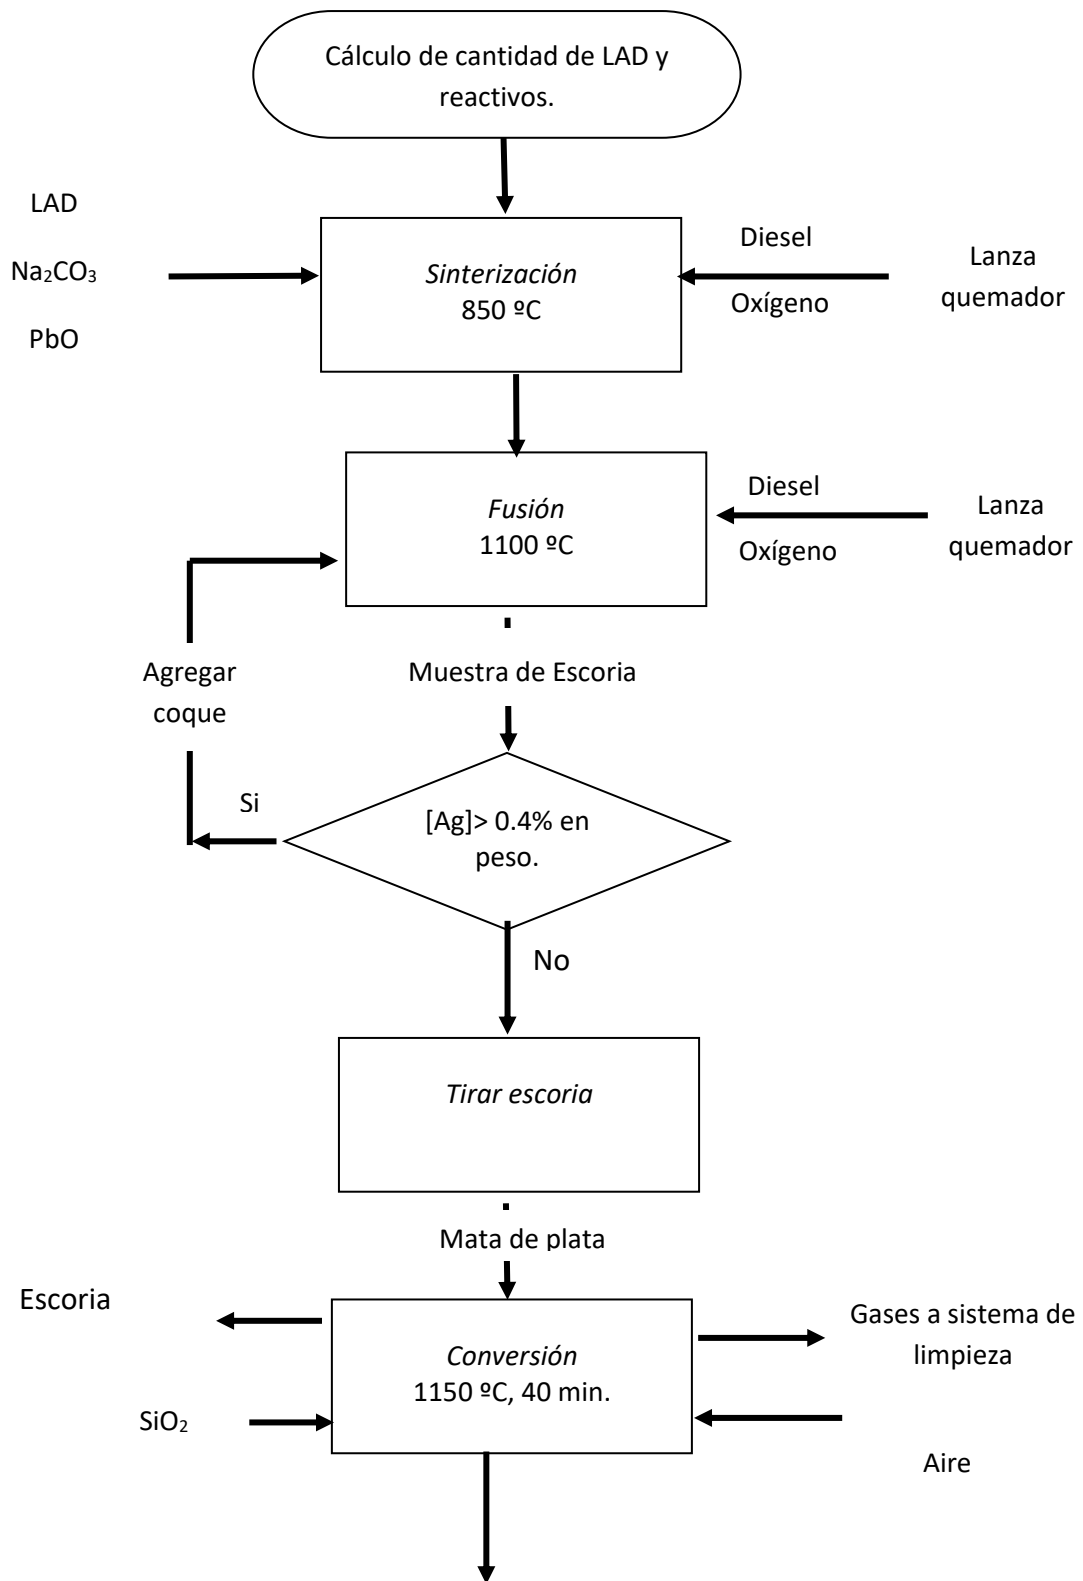 Cálculo de cantidad de LAD y
reactivos.
LAD
Na₂CO₃
PbO
Sinterización
850 ºC
Diesel
Oxígeno
Lanza
quemador
Fusión
1100 ºC
Diesel
Oxígeno
Lanza
quemador
Agregar
coque
Muestra de Escoria
Si
[Ag]> 0.4% en
peso.
No
Tirar escoria
Mata de plata
Escoria
Conversión
1150 ºC, 40 min.
Gases a sistema de
limpieza
SiO₂
Aire